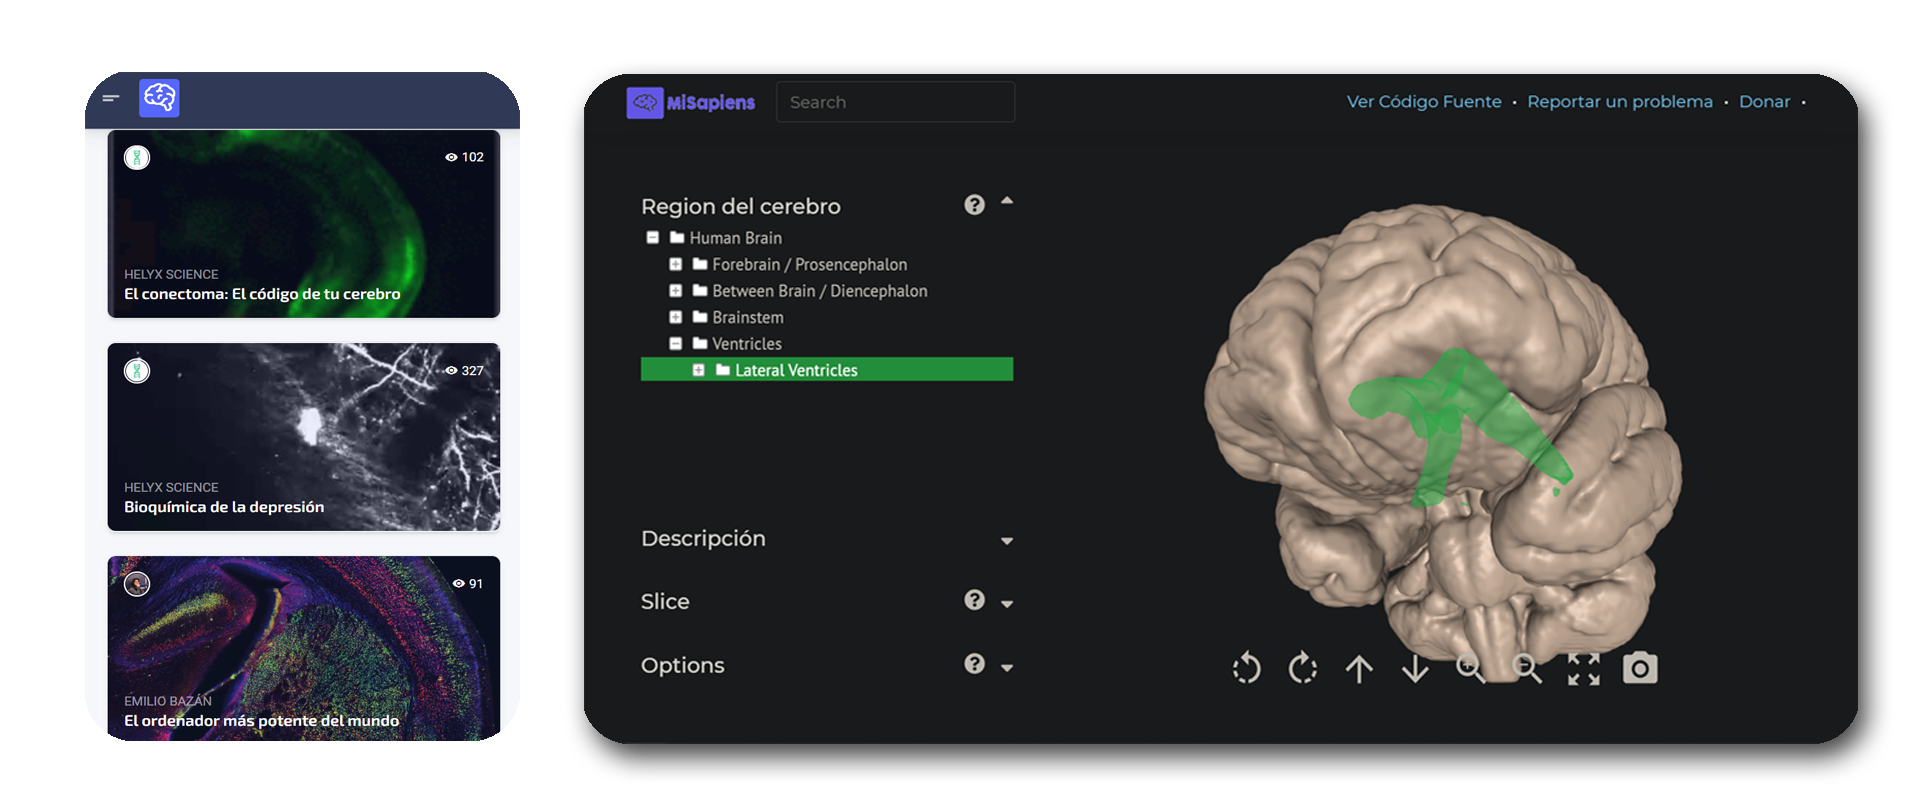 102
HELYX SCIENCE
El conectoma: El código de tu cerebro
327
HELYX SCIENCE
Bioquímica de la depresión
91
EMILIO BAZÁN
El ordenador más potente del mundo
MiSapiens
Search
Ver Código Fuente · Reportar un problema · Donar ·
Region del cerebro
Human Brain
Forebrain / Prosencephalon
Between Brain / Diencephalon
Brainstem
Ventricles
Lateral Ventricles
Descripción
Slice
Options